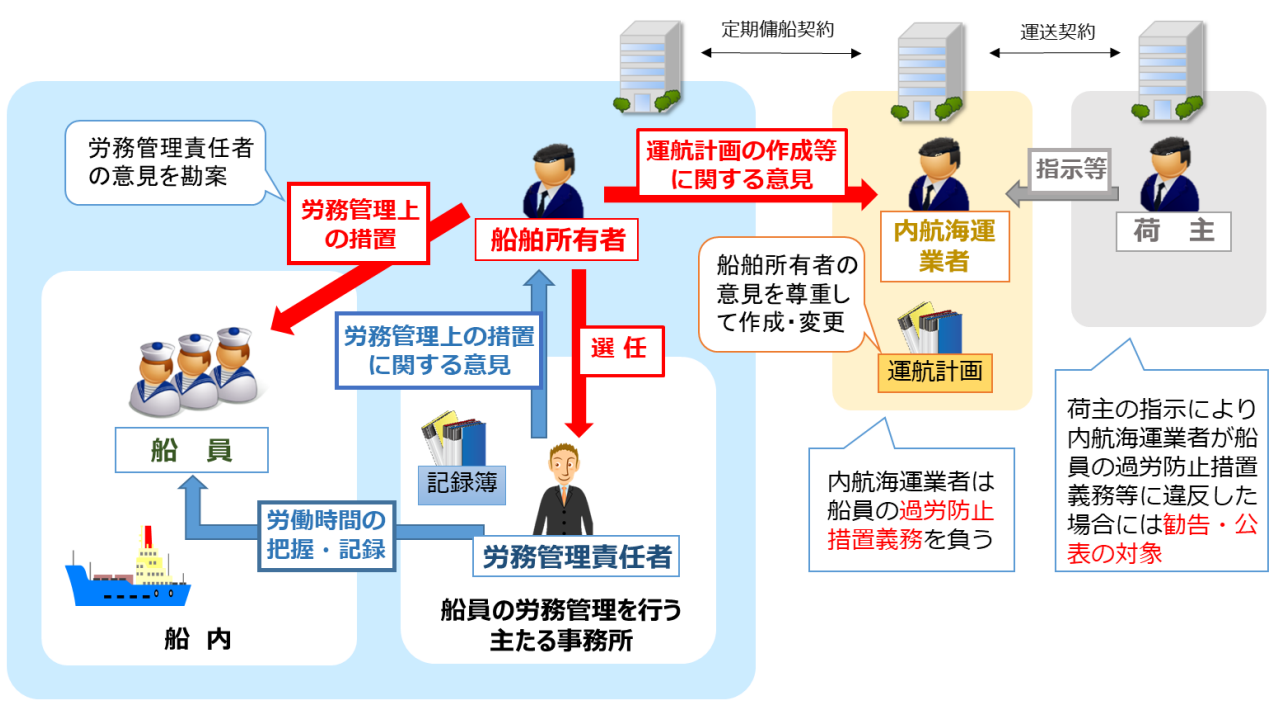 定期傭船契約
運送契約
労務管理責任者
の意見を勘案
労務管理上
の措置
船舶所有者
運航計画の作成等
に関する意見
内航海運
業者
指示等
荷 主
船舶所有者の
意見を尊重し
て作成・変更
運航計画
労務管理上の措置
に関する意見
選 任
船 員
記録簿
労働時間の
把握・記録
労務管理責任者
船員の労務管理を行う
主たる事務所
船 内
内航海運業者は
船員の過労防止
措置義務を負う
荷主の指示により
内航海運業者が船
員の過労防止措置
義務等に違反した
場合には勧告・公
表の対象